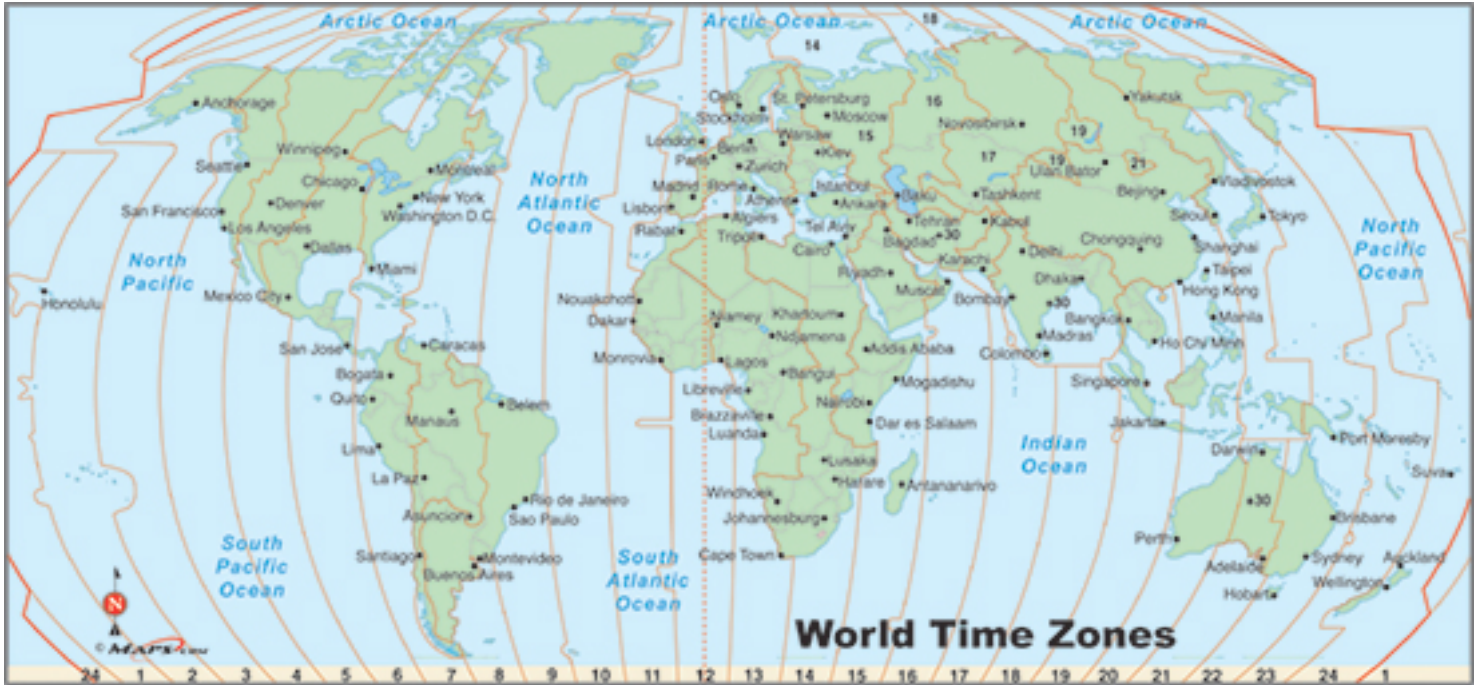 Arctic Ocean
Arctic Ocean
18
Arctic Ocean
14
Anchorage
Oslo
St. Petersburg
16
Yakutsk
Stockholm
Moscow
Novosibirsk
19
London
Warsaw
15
Winnipeg
Berlin
Kiev
17
19
21
Seattle
Montreal
Paris
Zurich
Ulan Bator
Chicago
North
Atlantic
Ocean
Madrid
Rome
Istanbul
Baku
Tashkent
Bejing
Vladivostok
Denver
New York
Washington D.C.
Lisbon
Athens
Ankara
San Francisco
Algiers
Tehran
Kabol
Seoul
Tokyo
Los Angeles
Rabat
Tripoli
Tel Aviv
Bagdad
+30
Chongquing
North
Pacific
Ocean
Dallas
Cairo
Delhi
Shanghai
North
Pacific
Miami
Riyadh
Karachi
Dhaka
Taipei
Honolulu
Mexico City
Nouakchott
Muscat
Bombay
+30
Hong Kong
Dakar
Niamey
Khartoum
Bangkok
Manila
San Jose
Caracas
Ndjamena
Madras
Ho Chi Minh
Monrovia
Lagos
Addis Ababa
Colombo
Bogata
Bangui
Mogadishu
Singapore
Quito
Belem
Libreville
Nairobi
Manaus
Brazzaville
Dar es Salaam
Jakarta
Lima
Luanda
Indian
Ocean
Port Moresby
Darwin
La Paz
Lusaka
Suva
Harare
Antananarivo
Rio de Janeiro
Windhoek
+30
Asuncion
Sao Paulo
Johannesburg
Brisbane
South
Pacific
Ocean
Santiago
Montevideo
South
Atlantic
Ocean
Cape Town
Perth
Sydney
Auckland
Buenos Aires
Adelaide
Wellington
Hobart
N
© MAPS.COM
World Time Zones
24 1 2 3 4 5 6 7 8 9 10 11 12 13 14 15 16 17 18 19 20 21 22 23 24 1